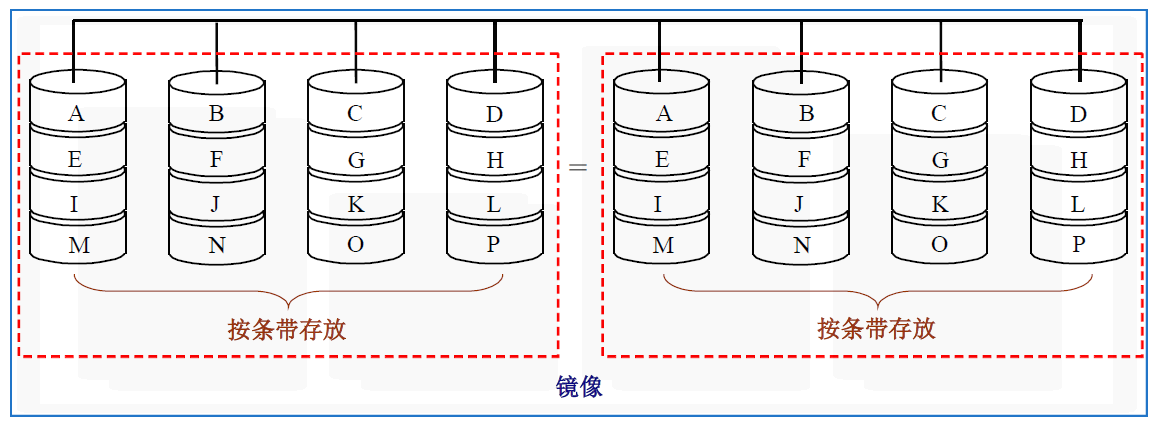 A B C D A B C D
E F G H = E F G H
I J K L I J K L
M N O P M N O P
按条带存放 按条带存放
镜像